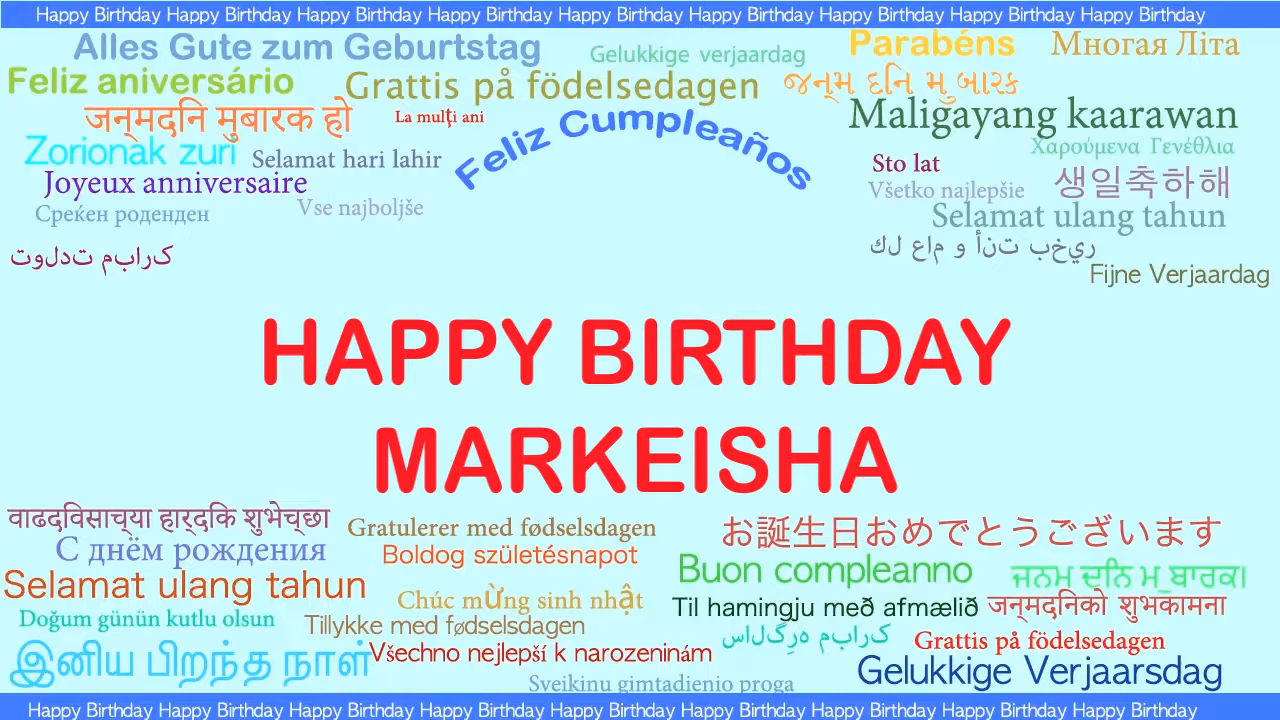 Happy Birthday Happy Birthday Happy Birthday Happy Birthday Happy Birthday Happy Birthday Happy Birthday Happy Birthday Happy Birthday
Alles Gute zum Geburtstag
Gelukkige verjaardag
Parabéns
Многая Літа
Feliz aniversário
Grattis på födelsedagen
જન્મ દનિ મુ બારક
जन्मदनि मुबारक हो
La mulţi ani
Feliz Cumpleaños
Maligayang kaarawan
Zorionak zuri
Selamat hari lahir
Sto lat
Χαρούμενα Γενέθλια
Joyeux anniversaire
Všetko najlepšie
생일축하해
Среќен роденден
Vse najboljše
Selamat ulang tahun
تولدت مبارک
كل عام و أنت بخير
Fijne Verjaardag
HAPPY BIRTHDAY
MARKEISHA
वाढदविसाच्या हार्दकि शुभेच्छा
Gratulerer med fødselsdagen
お誕生日おめでとうございます
С днём рождения
Boldog születésnapot
Buon compleanno
ਜਨਮ ਦਨਿ ਮੁ ਬਾਰਕ।
Selamat ulang tahun
Chúc mừng sinh nhật
Til hamingju með afmælið
जन्मदनिको शुभकामना
Doğum günün kutlu olsun
Tillykke med fødselsdagen
سالگرہ مبارک
Grattis på födelsedagen
இனிய பிறந்த நாள்
Všechno nejlepší k narozeninám
Gelukkige Verjaarsdag
Sveikinu gimtadienio proga
Happy Birthday Happy Birthday Happy Birthday Happy Birthday Happy Birthday Happy Birthday Happy Birthday Happy Birthday Happy Birthday